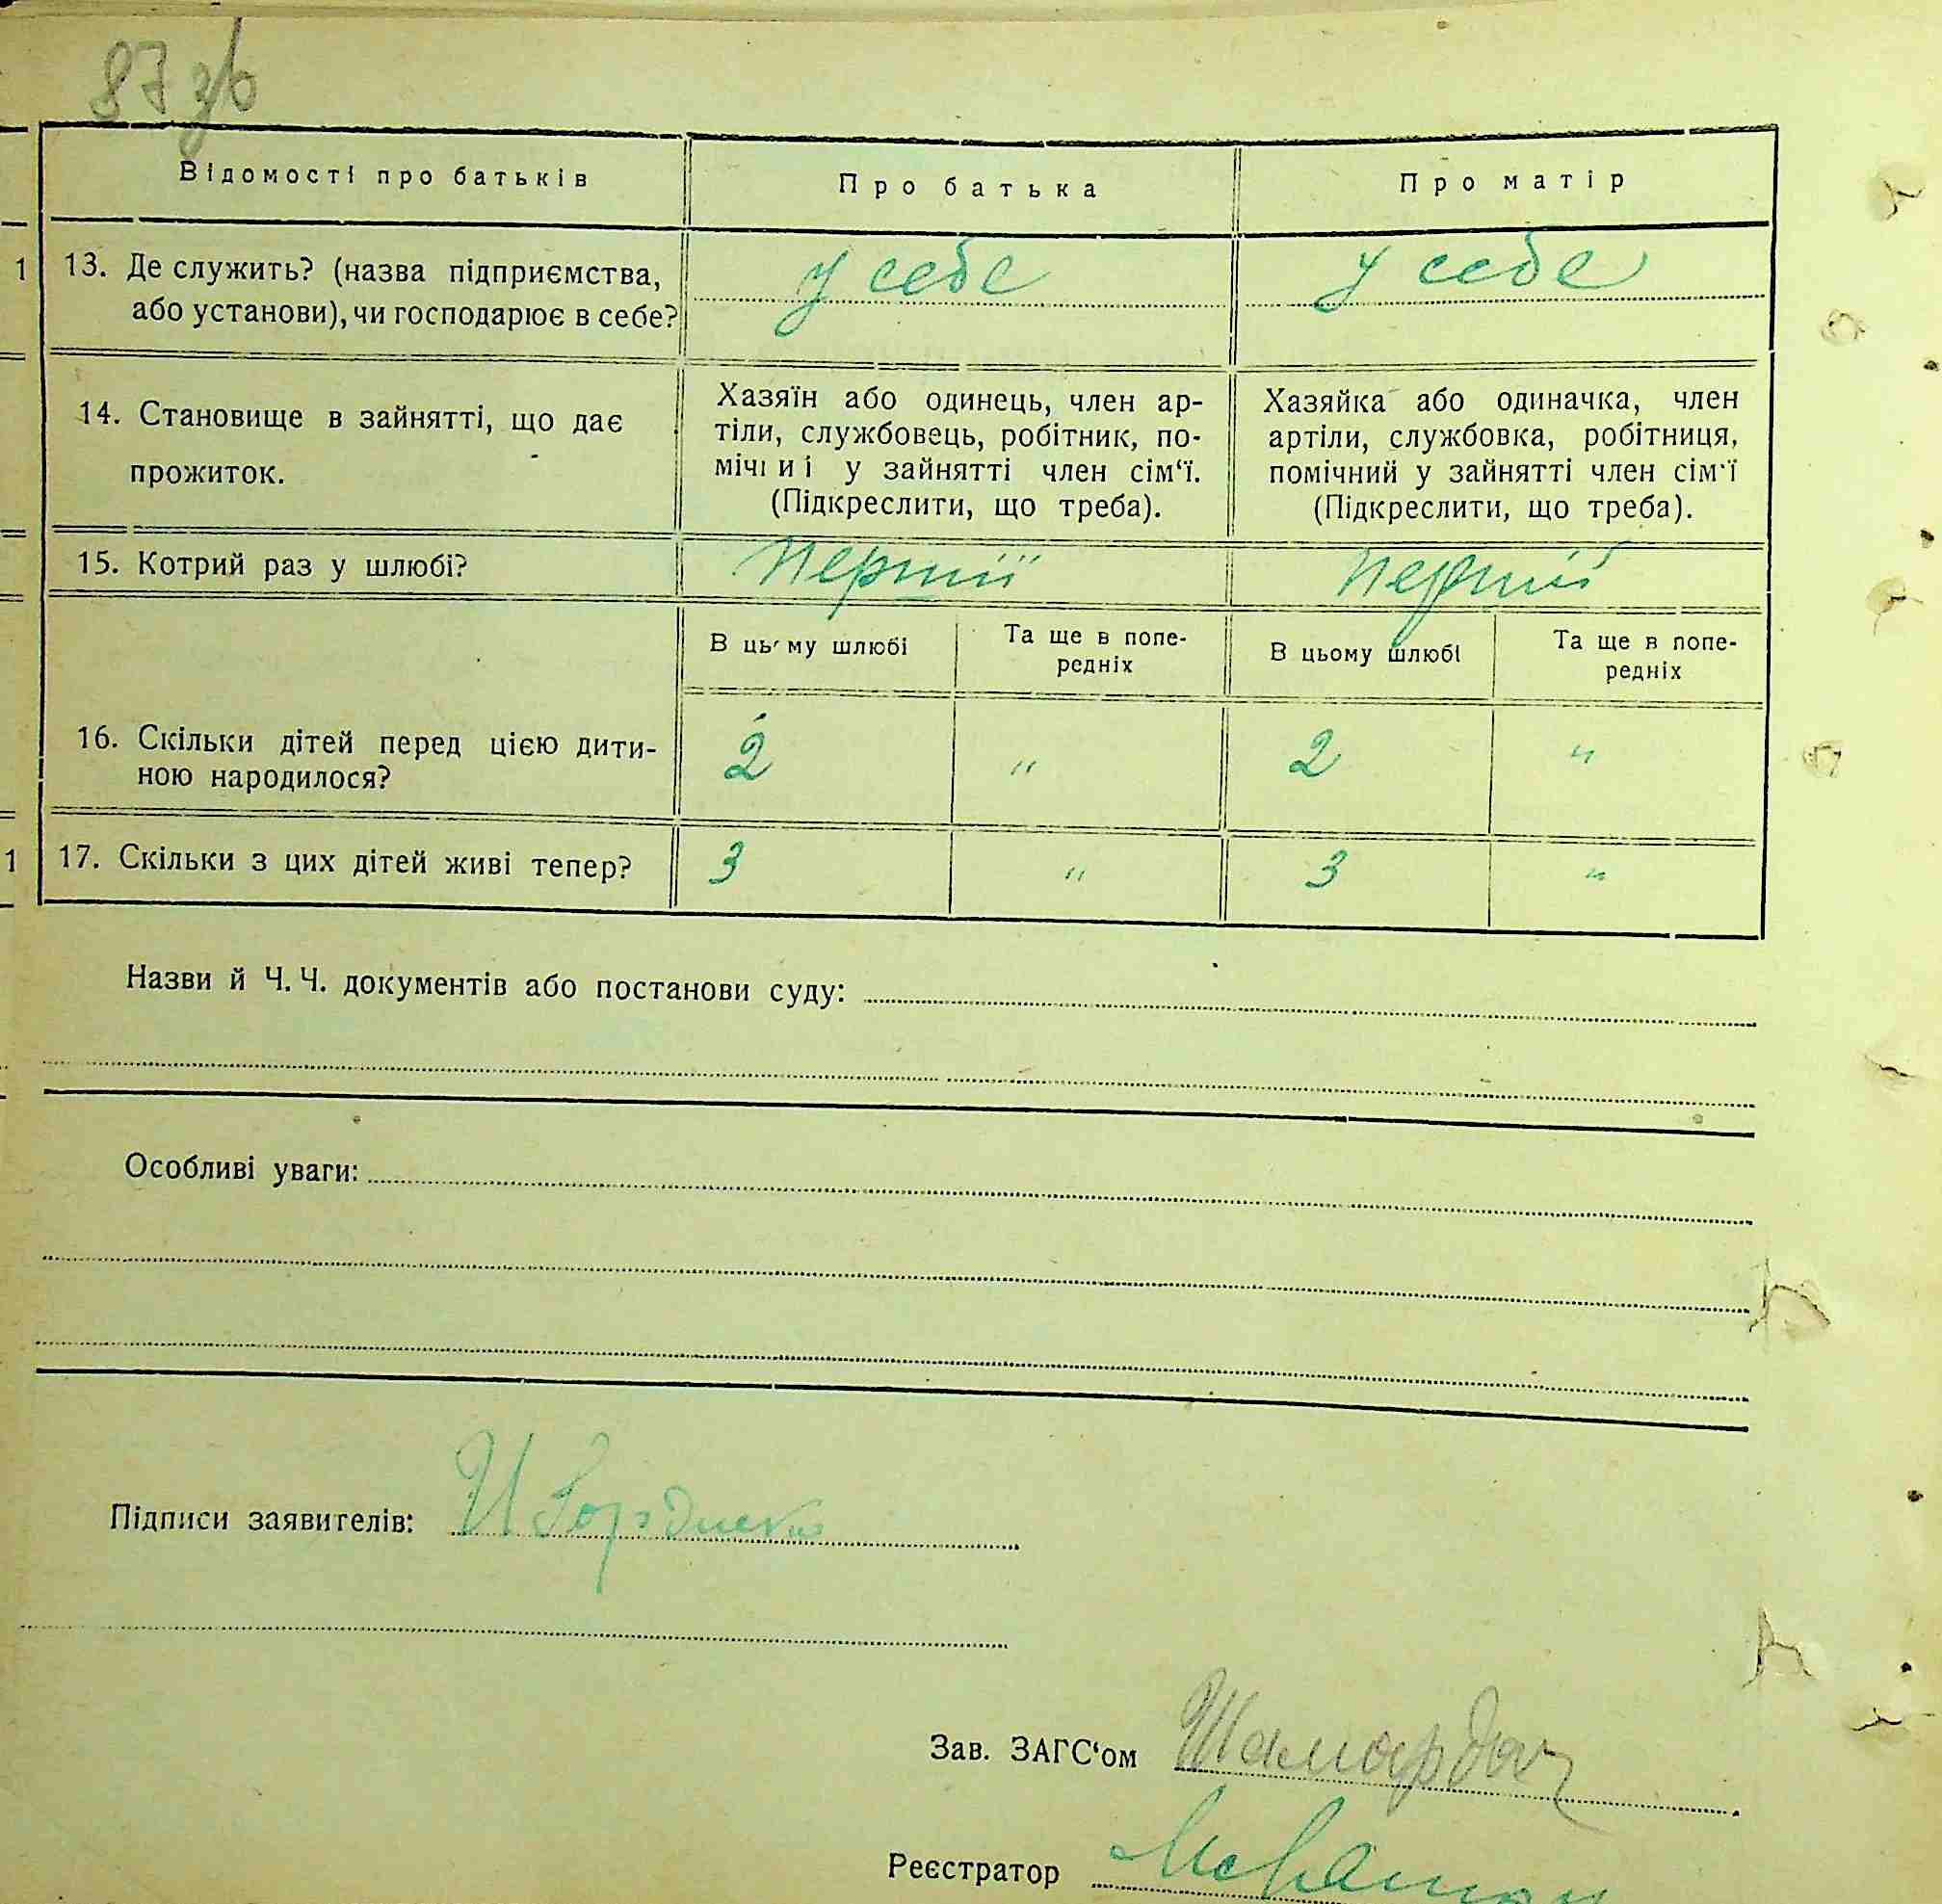 87 зв
Відомості про батьків
Про батька
Про матір
1
13. Де служить? (назва підприємства,
або установи), чи господарює в себе?
у себе
у себе
14. Становище в зайнятті, що дає
прожиток.
Хазяїн або одинець, член ар-
тіли, службовець, робітник, по-
мічний у зайнятті член сім‘ї.
(Підкреслити, що треба).
Хазяйка або одиначка, член
артіли, службовка, робітниця,
помічний у зайнятті член сім‘ї
(Підкреслити, що треба).
15. Котрий раз у шлюбі?
перший
перший
В цьому шлюбі
Та ще в попе-
редніх
В цьому шлюбі
Та ще в попе-
редніх
16. Скільки дітей перед цією дити-
ною народилося?
2
"
2
"
1
17. Скільки з цих дітей живі тепер?
3
"
3
"
Назви й Ч.Ч. документів або постанови суду:
Особливі уваги:
Підписи заявителів:
Зав. ЗАГС‘ом
Реєстратор